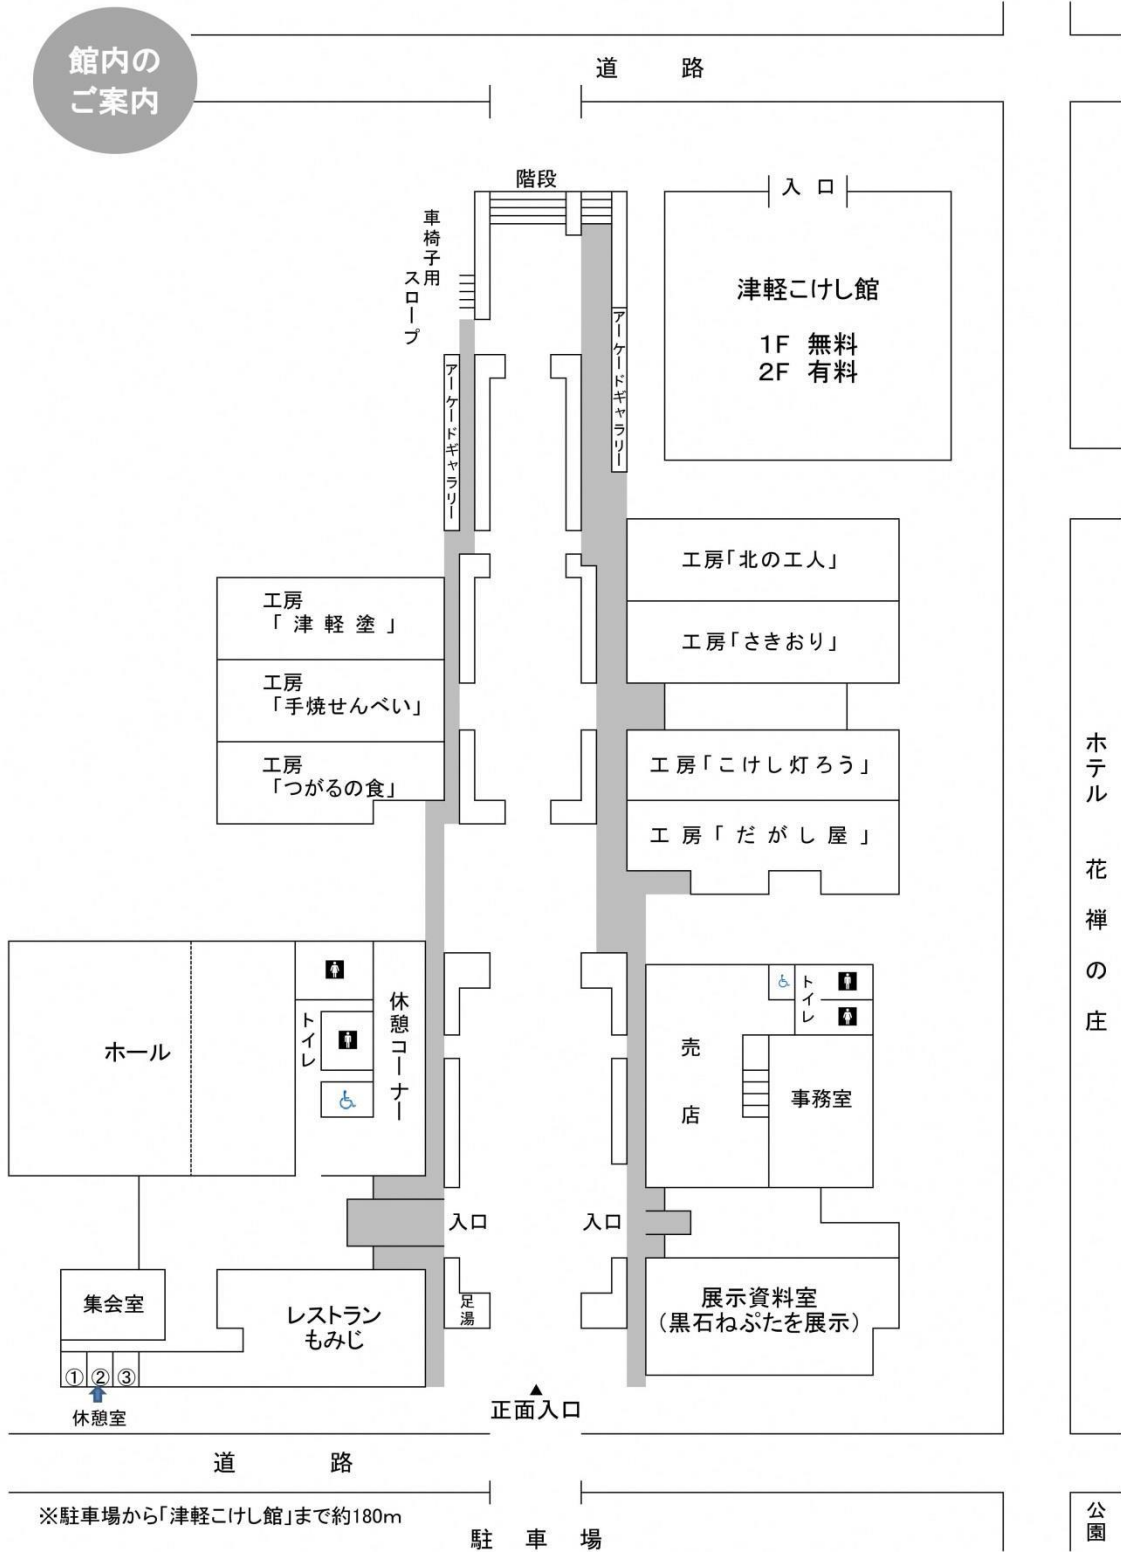 館内の
ご案内
道 路
階段
入 口
車椅子用
スロープ
津軽こけし館
1F 無料
2F 有料
アーケードギャラリー
アーケードギャラリー
工房「北の工人」
工房
「 津 軽 塗 」
工房「さきおり」
工房
「手焼せんべい」
工房「こけし灯ろう」
工房
「つがるの食」
工 房 「 だ が し 屋 」
ホテル 花禅の庄
ホール
トイレ
休憩コーナー
売店
トイレ
事務室
入口
入口
集会室
レストラン
もみじ
足湯
展示資料室
(黒石ねぷたを展示)
①②③
休憩室
正面入口
道 路
※駐車場から「津軽こけし館」まで約180m
駐 車 場
公園